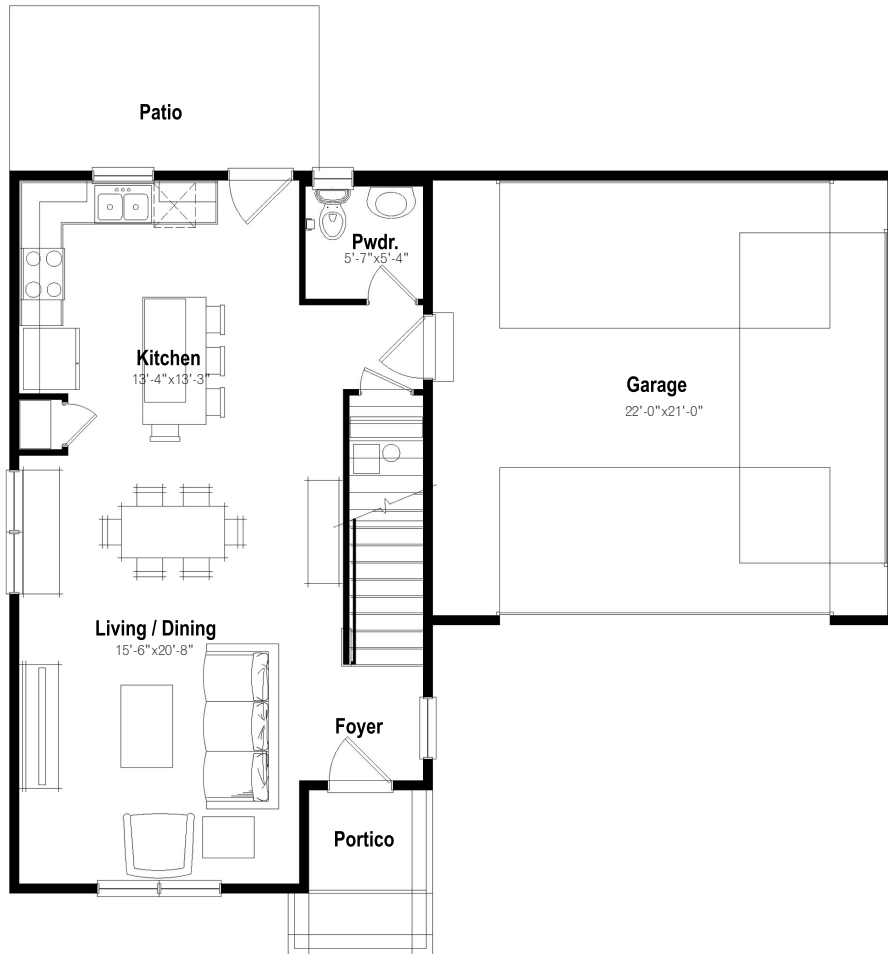 Patio
Pwdr.
5'-7"x5'-4"
Kitchen
13'-4"x13'-3"
Garage
22'-0"x21'-0"
Living / Dining
15'-6"x20'-8"
Foyer
Portico